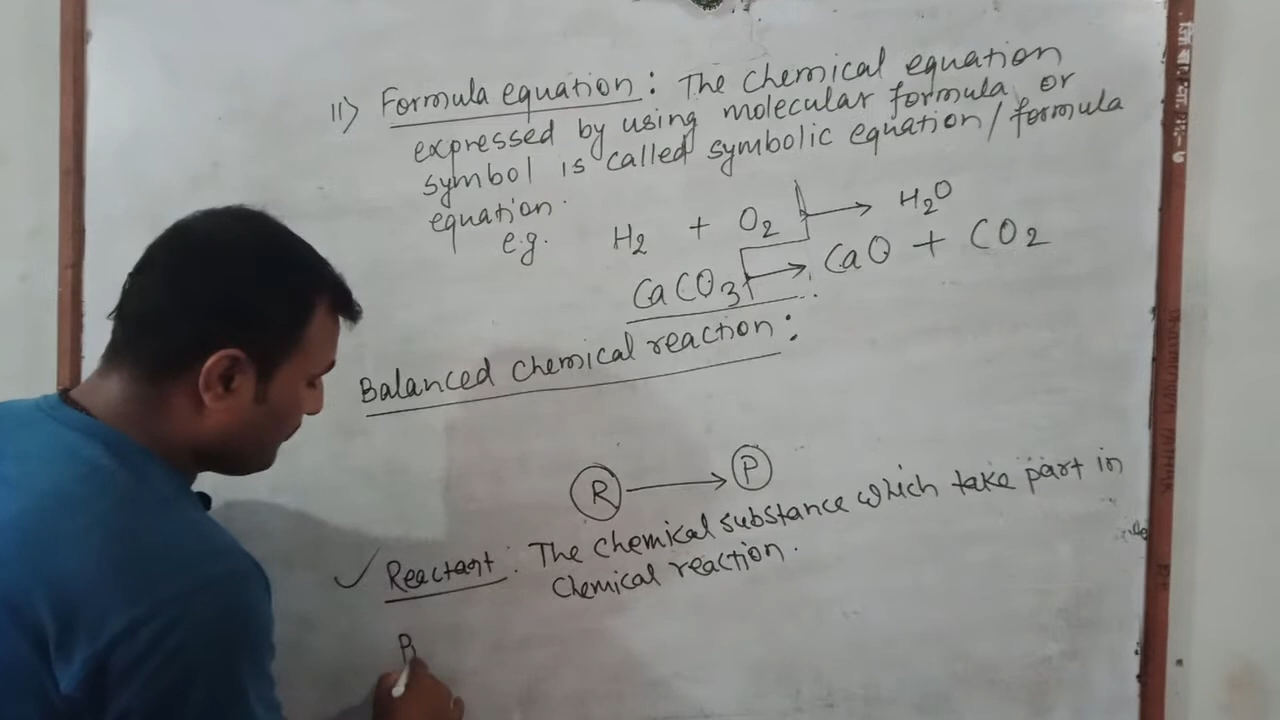 11) Formula equation : The chemical equation
expressed by using molecular formula or
symbol is called symbolic equation / formula
equation.
e.g. H2 + O2 → H2O
CaCO3 → CaO + CO2
Balanced chemical reaction :
R → P
✓ Reactant : The chemical substance which take part in
chemical reaction.
P